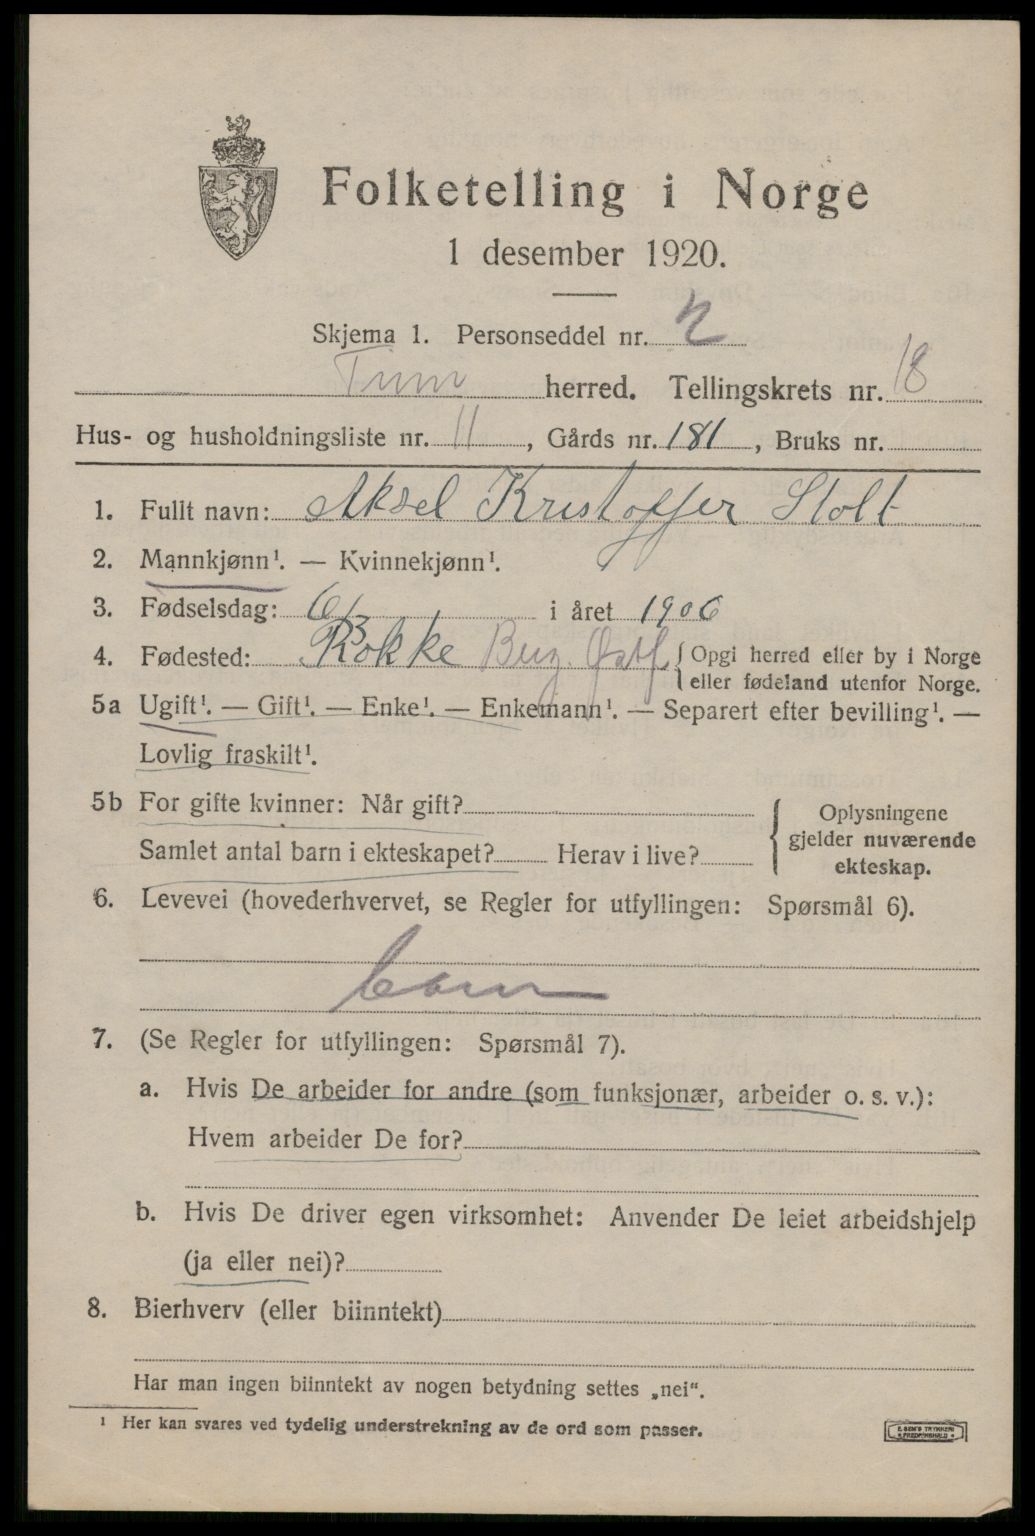 Folketelling i Norge
1 desember 1920.
Skjema 1. Personseddel nr. 2
Tune herred. Tellingskrets nr. 18
Hus- og husholdningsliste nr. 11, Gårds nr. 181, Bruks nr.
1. Fullt navn: Aksel Kristoffer Stolt
2. Mannkjønn¹. — Kvinnekjønn¹.
3. Fødselsdag: 6/3 i året 1906
4. Fødested: Rokke Berg. Østf. { Opgi herred eller by i Norge
eller fødeland utenfor Norge.
5a Ugift¹. — Gift¹. — Enke¹. — Enkemann¹. — Separert efter bevilling¹. —
Lovlig fraskilt¹.
5b For gifte kvinner: Når gift?
Samlet antal barn i ekteskapet? Herav i live?
{ Oplysningene
gjelder nuværende
ekteskap.
6. Levevei (hovederhvervet, se Regler for utfyllingen: Spørsmål 6).
7. (Se Regler for utfyllingen: Spørsmål 7).
a. Hvis De arbeider for andre (som funksjonær, arbeider o. s. v.):
Hvem arbeider De for?
b. Hvis De driver egen virksomhet: Anvender De leiet arbeidshjelp
(ja eller nei)?
8. Bierhverv (eller biinntekt)
Har man ingen biinntekt av nogen betydning settes „nei“.
¹ Her kan svares ved tydelig understrekning av de ord som passer.
E. SEM'S TRYKKERI
FREDRIKSHALD